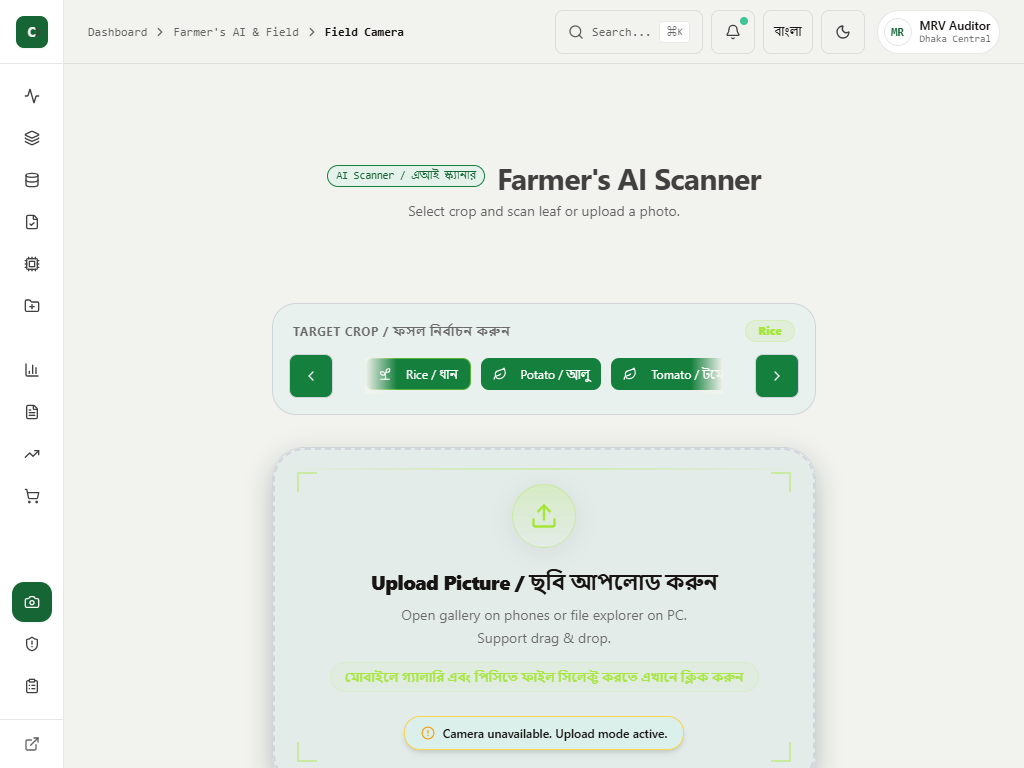 C
Dashboard > Farmer's AI & Field > Field Camera
Search... ⌘K
বাংলা
MR
MRV Auditor
Dhaka Central
AI Scanner / এআই স্ক্যানার
Farmer's AI Scanner
Select crop and scan leaf or upload a photo.
TARGET CROP / ফসল নির্বাচন করুন
Rice
Rice / ধান
Potato / আলু
Tomato /
Upload Picture / ছবি আপলোড করুন
Open gallery on phones or file explorer on PC.
Support drag & drop.
মোবাইলে গ্যালারি এবং পিসিতে ফাইল সিলেক্ট করতে এখানে ক্লিক করুন
Camera unavailable. Upload mode active.